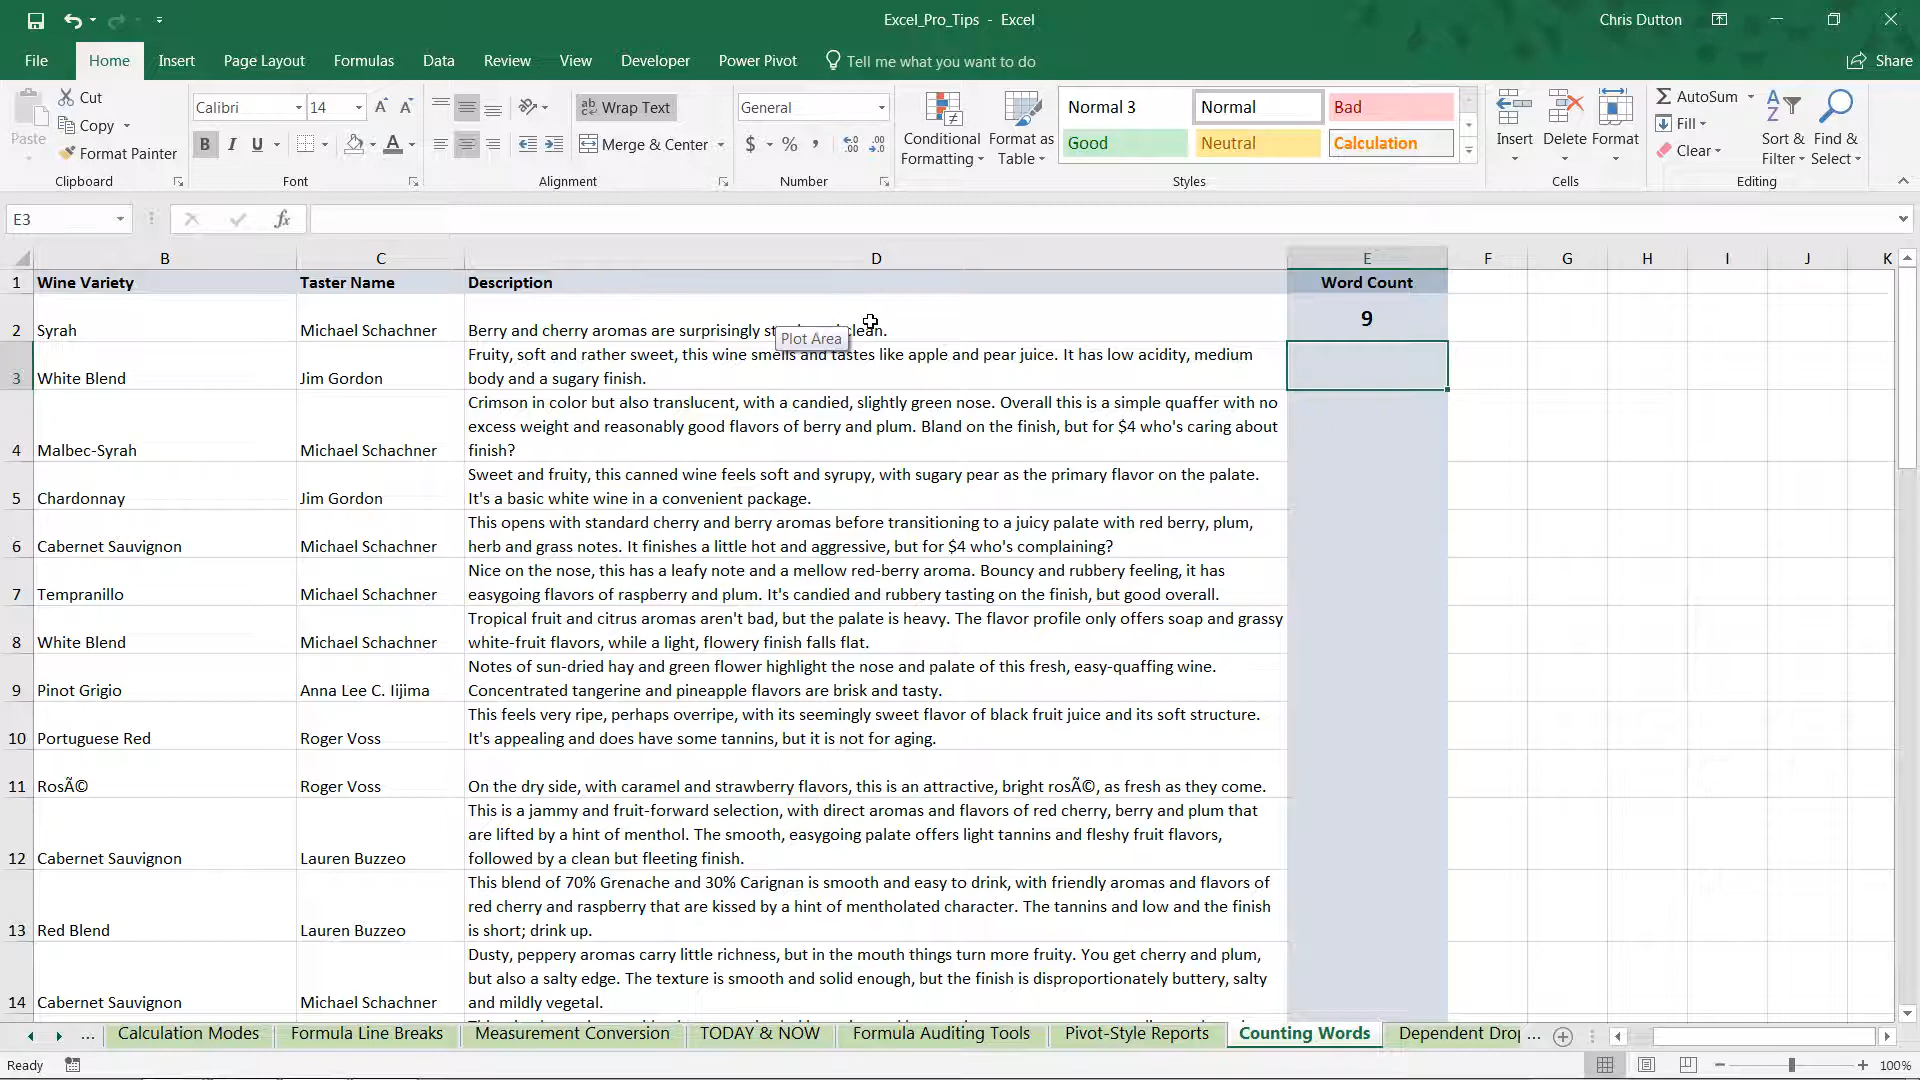 Excel_Pro_Tips - Excel
Chris Dutton
File Home Insert Page Layout Formulas Data Review View Developer Power Pivot Tell me what you want to do
Share
Paste
Cut
Copy
Format Painter
Clipboard
Calibri 14
B I U
Font
Wrap Text
Merge & Center
Alignment
General
$ % ,
Number
Conditional Formatting
Format as Table
Normal 3 Normal Bad
Good Neutral Calculation
Styles
Insert Delete Format
Cells
AutoSum
Fill
Clear
Sort & Filter
Find & Select
Editing
E3
fx
B C D E F G H I J K
1 Wine Variety Taster Name Description Word Count
2 Syrah Michael Schachner Berry and cherry aromas are surprisingly clean. 9
Plot Area
3 White Blend Jim Gordon Fruity, soft and rather sweet, this wine smells and tastes like apple and pear juice. It has low acidity, medium
body and a sugary finish.
4 Malbec-Syrah Michael Schachner Crimson in color but also translucent, with a candied, slightly green nose. Overall this is a simple quaffer with no
excess weight and reasonably good flavors of berry and plum. Bland on the finish, but for $4 who's caring about
finish?
5 Chardonnay Jim Gordon Sweet and fruity, this canned wine feels soft and syrupy, with sugary pear as the primary flavor on the palate.
It's a basic white wine in a convenient package.
6 Cabernet Sauvignon Michael Schachner This opens with standard cherry and berry aromas before transitioning to a juicy palate with red berry, plum,
herb and grass notes. It finishes a little hot and aggressive, but for $4 who's complaining?
7 Tempranillo Michael Schachner Nice on the nose, this has a leafy note and a mellow red-berry aroma. Bouncy and rubbery feeling, it has
easygoing flavors of raspberry and plum. It's candied and rubbery tasting on the finish, but good overall.
8 White Blend Michael Schachner Tropical fruit and citrus aromas aren't bad, but the palate is heavy. The flavor profile only offers soap and grassy
white-fruit flavors, while a light, flowery finish falls flat.
9 Pinot Grigio Anna Lee C. Iijima Notes of sun-dried hay and green flower highlight the nose and palate of this fresh, easy-quaffing wine.
Concentrated tangerine and pineapple flavors are brisk and tasty.
10 Portuguese Red Roger Voss This feels very ripe, perhaps overripe, with its seemingly sweet flavor of black fruit juice and its soft structure.
It's appealing and does have some tannins, but it is not for aging.
11 RosÃ© Roger Voss On the dry side, with caramel and strawberry flavors, this is an attractive, bright rosÃ©, as fresh as they come.
12 Cabernet Sauvignon Lauren Buzzeo This is a jammy and fruit-forward selection, with direct aromas and flavors of red cherry, berry and plum that
are lifted by a hint of menthol. The smooth, easygoing palate offers light tannins and fleshy fruit flavors,
followed by a clean but fleeting finish.
13 Red Blend Lauren Buzzeo This blend of 70% Grenache and 30% Carignan is smooth and easy to drink, with friendly aromas and flavors of
red cherry and raspberry that are kissed by a hint of mentholated character. The tannins and low and the finish
is short; drink up.
14 Cabernet Sauvignon Michael Schachner Dusty, peppery aromas carry little richness, but in the mouth things turn more fruity. You get cherry and plum,
but also a salty edge. The texture is smooth and solid enough, but the finish is disproportionately buttery, salty
and mildly vegetal.
... Calculation Modes Formula Line Breaks Measurement Conversion TODAY & NOW Formula Auditing Tools Pivot-Style Reports Counting Words Dependent Drop ...
Ready
100%